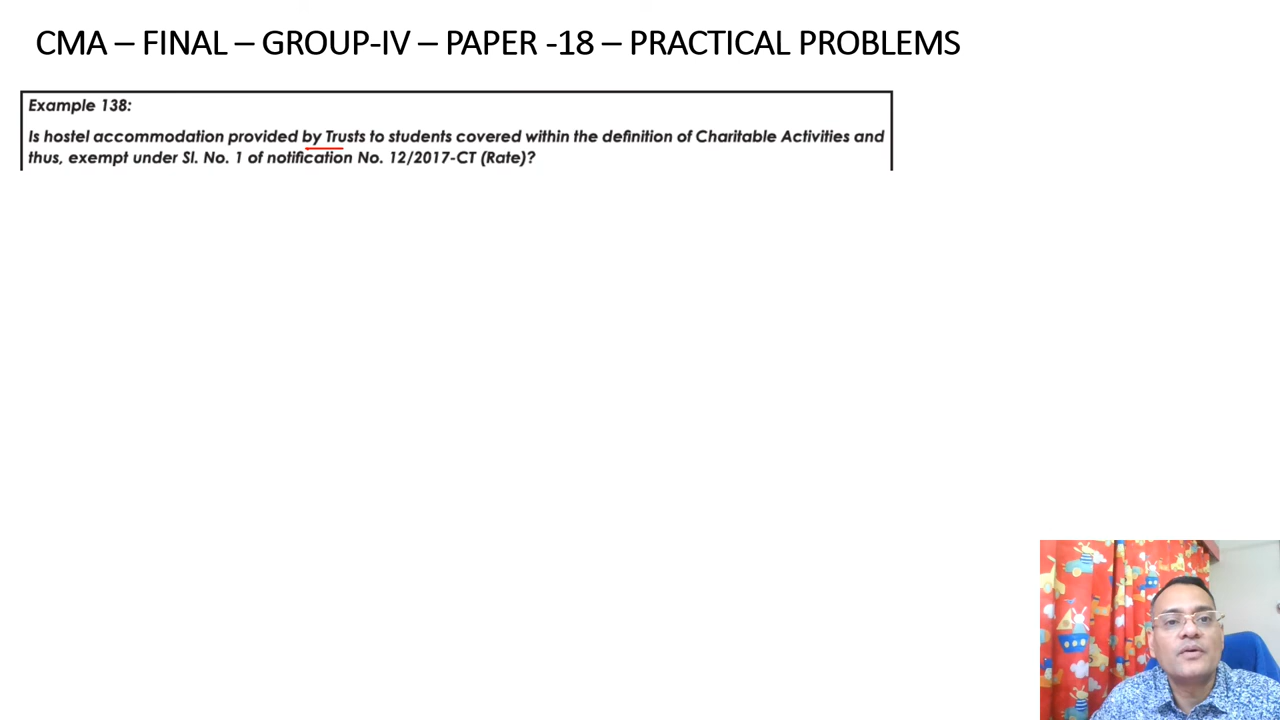 CMA – FINAL – GROUP-IV – PAPER -18 – PRACTICAL PROBLEMS
Example 138:
Is hostel accommodation provided by Trusts to students covered within the definition of Charitable Activities and
thus, exempt under Sl. No. 1 of notification No. 12/2017-CT (Rate)?